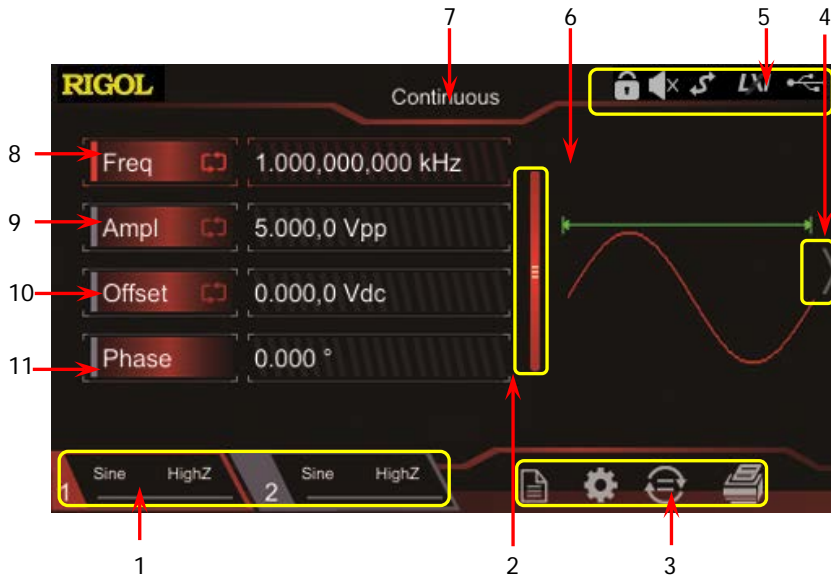 7 6 5 4
RIGOL
Continuous
LXI
8
Freq 1.000,000,000 kHz
9
Ampl 5.000,0 Vpp
10
Offset 0.000,0 Vdc
11
Phase 0.000 °
1 Sine HighZ 2 Sine HighZ
1 2 3